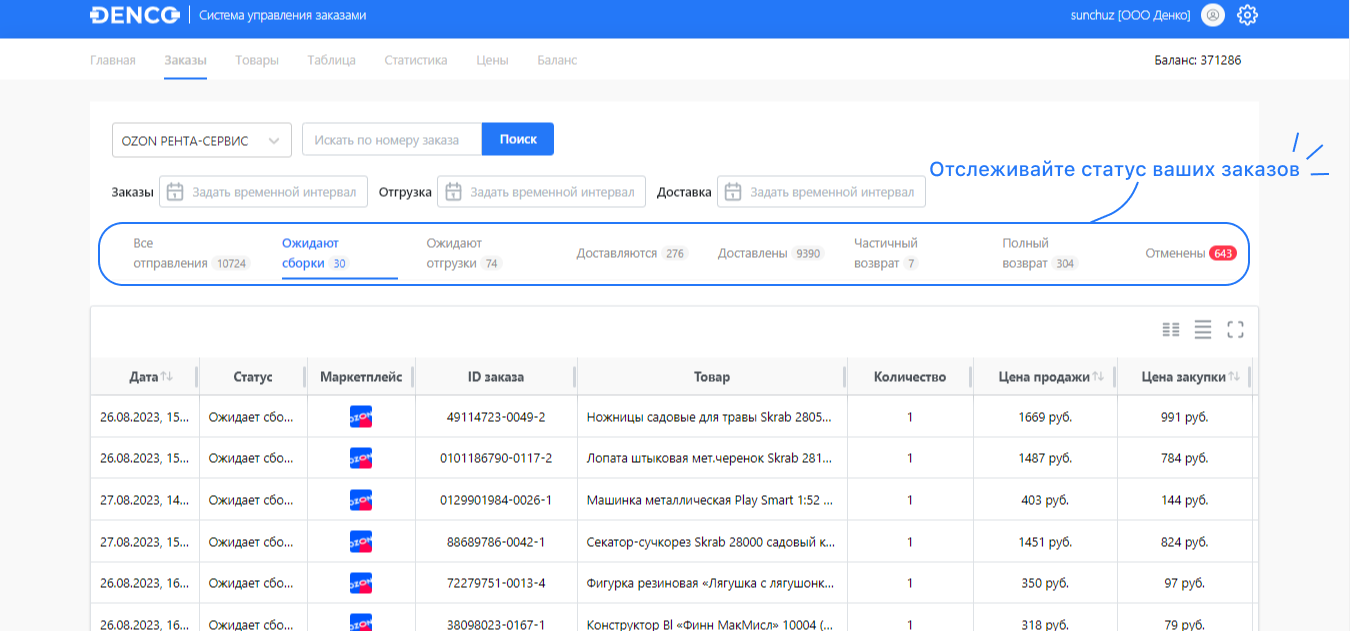 DENCO Система управления заказами sunchuz [ООО Денко]
Главная Заказы Товары Таблица Статистика Цены Баланс Баланс: 371286
OZON РЕНТА-СЕРВИС Искать по номеру заказа Поиск
Отслеживайте статус ваших заказов
Заказы Задать временной интервал Отгрузка Задать временной интервал Доставка Задать временной интервал
Все отправления 10724
Ожидают сборки 30
Ожидают отгрузки 74
Доставляются 276
Доставлены 9390
Частичный возврат 7
Полный возврат 304
Отменены 643
Дата Статус Маркетплейс ID заказа Товар Количество Цена продажи Цена закупки
26.08.2023, 15... Ожидает сбо... OZON 49114723-0049-2 Ножницы садовые для травы Skrab 2805... 1 1669 руб. 991 руб.
26.08.2023, 15... Ожидает сбо... OZON 0101186790-0117-2 Лопата штыковая мет.черенок Skrab 281... 1 1487 руб. 784 руб.
27.08.2023, 14... Ожидает сбо... OZON 0129901984-0026-1 Машинка металлическая Play Smart 1:52 ... 1 403 руб. 144 руб.
27.08.2023, 15... Ожидает сбо... OZON 88689786-0042-1 Секатор-сучкорез Skrab 28000 садовый к... 1 1451 руб. 824 руб.
26.08.2023, 16... Ожидает сбо... OZON 72279751-0013-4 Фигурка резиновая «Лягушка с лягушонк... 1 350 руб. 97 руб.
26.08.2023, 16... Ожидает сбо... OZON 38098023-0167-1 Конструктор Bl «Финн МакМисл» 10004 (... 1 318 руб. 79 руб.